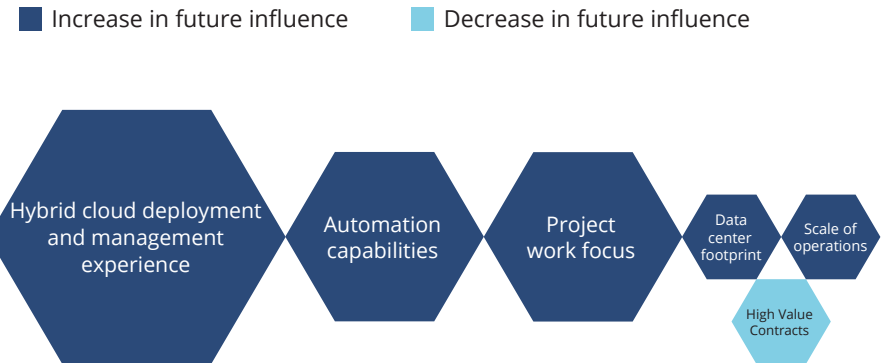 Increase in future influence
Decrease in future influence
Hybrid cloud deployment
and management
experience
Automation
capabilities
Project
work focus
Data
center
footprint
Scale of
operations
High Value
Contracts